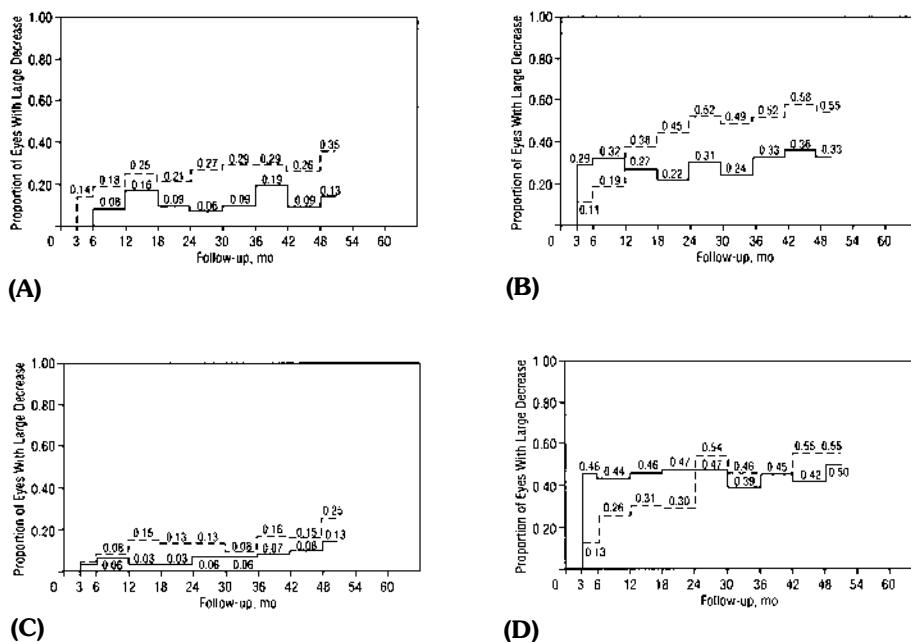 1.00
0.80
0.60
0.40
0.20
Proportion of Eyes With Large Decrease
0.14 0.18 0.25 0.21 0.27 0.29 0.29 0.26 0.35
0.08 0.16 0.09 0.09 0.19 0.09 0.13
0 3 6 12 18 24 30 36 42 48 54 60
Follow-up, mo
(A)
1.00
0.80
0.60
0.40
0.20
Proportion of Eyes With Large Decrease
0.11 0.19 0.38 0.45 0.52 0.49 0.52 0.58 0.55
0.29 0.32 0.27 0.22 0.31 0.24 0.33 0.36 0.33
0 3 6 12 18 24 30 36 42 48 54 60
Follow-up, mo
(B)
1.00
0.80
0.60
0.40
0.20
Proportion of Eyes With Large Decrease
0.08 0.15 0.13 0.13 0.16 0.15 0.25
0.06 0.03 0.03 0.06 0.06 0.07 0.13
0 3 6 12 18 24 30 36 42 48 54 60
Follow-up, mo
(C)
1.00
0.80
0.60
0.40
0.20
Proportion of Eyes With Large Decrease
0.13 0.26 0.31 0.30 0.54 0.46 0.45 0.55 0.55
0.46 0.44 0.46 0.47 0.47 0.39 0.42 0.50
0 3 6 12 18 24 30 36 42 48 54 60
Follow-up, mo
(D)